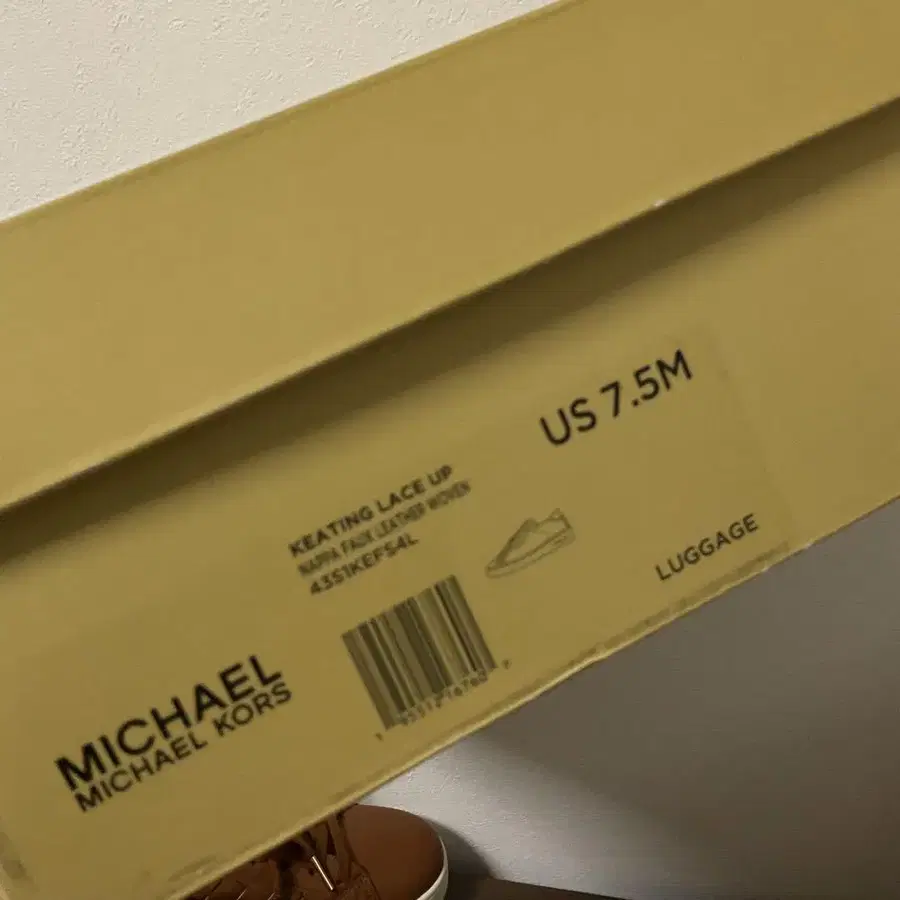 US 7.5M
KEATING LACE UP
NAPPA FAUX LEATHER WOVEN
43S1KEFS4L
LUGGAGE
MICHAEL
MICHAEL KORS